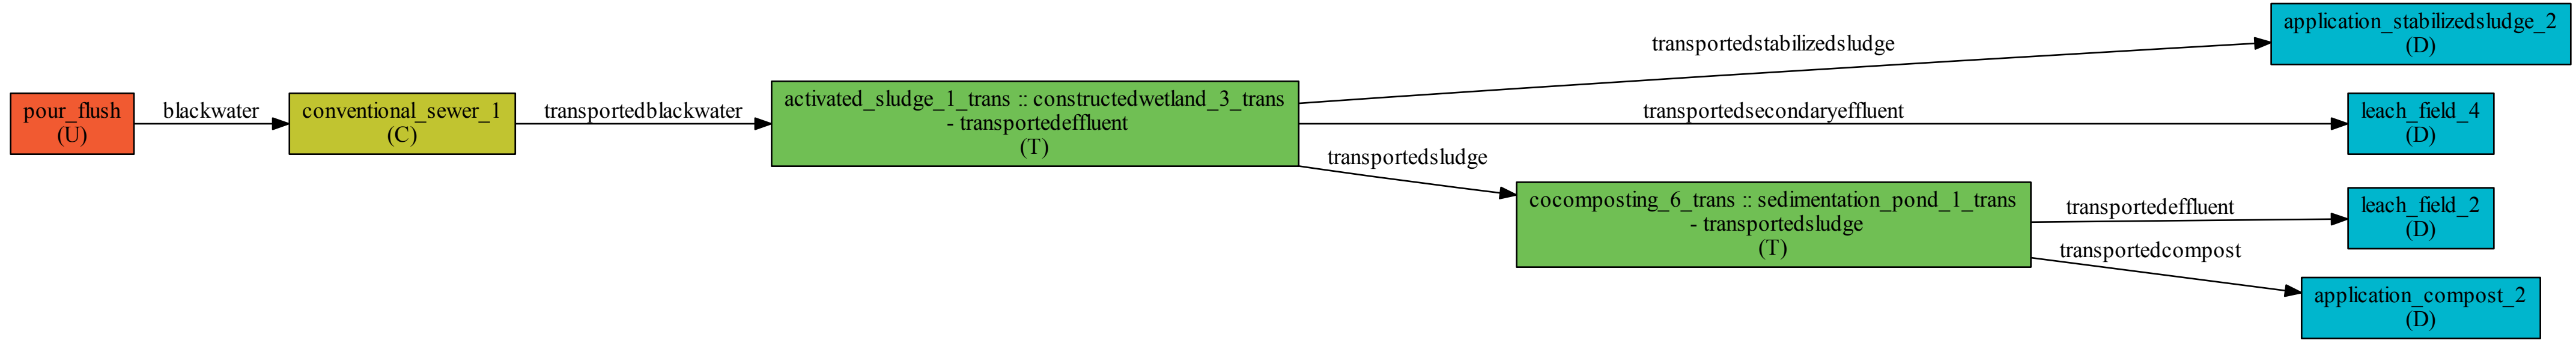 pour_flush
(U)
blackwater
conventional_sewer_1
(C)
transportedblackwater
activated_sludge_1_trans :: constructedwetland_3_trans
- transportedeffluent
(T)
transportedstabilizedsludge
application_stabilizedsludge_2
(D)
transportedsecondaryeffluent
leach_field_4
(D)
transportedsludge
cocomposting_6_trans :: sedimentation_pond_1_trans
- transportedsludge
(T)
transportedeffluent
leach_field_2
(D)
transportedcompost
application_compost_2
(D)